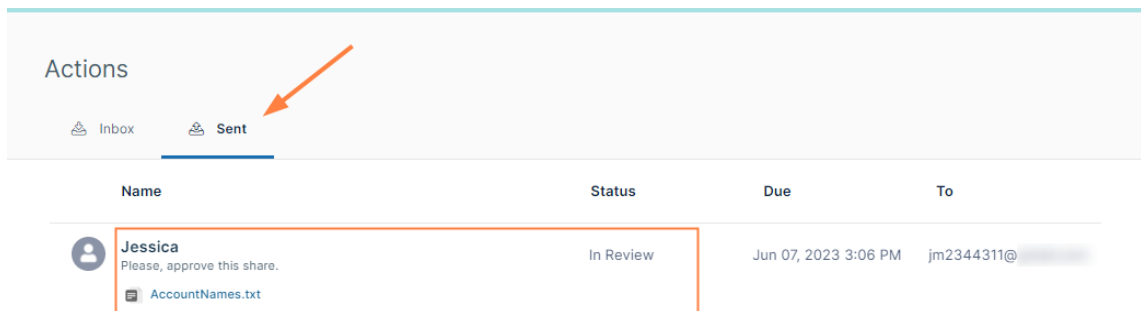 Actions
Inbox Sent
Name Status Due To
Jessica In Review Jun 07, 2023 3:06 PM jm2344311@
Please, approve this share.
AccountNames.txt